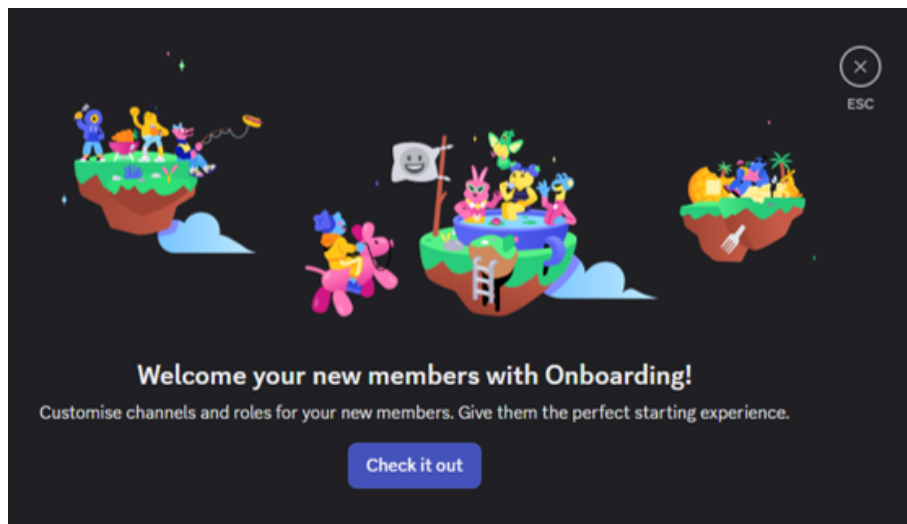 ESC
Welcome your new members with Onboarding!
Customise channels and roles for your new members. Give them the perfect starting experience.
Check it out